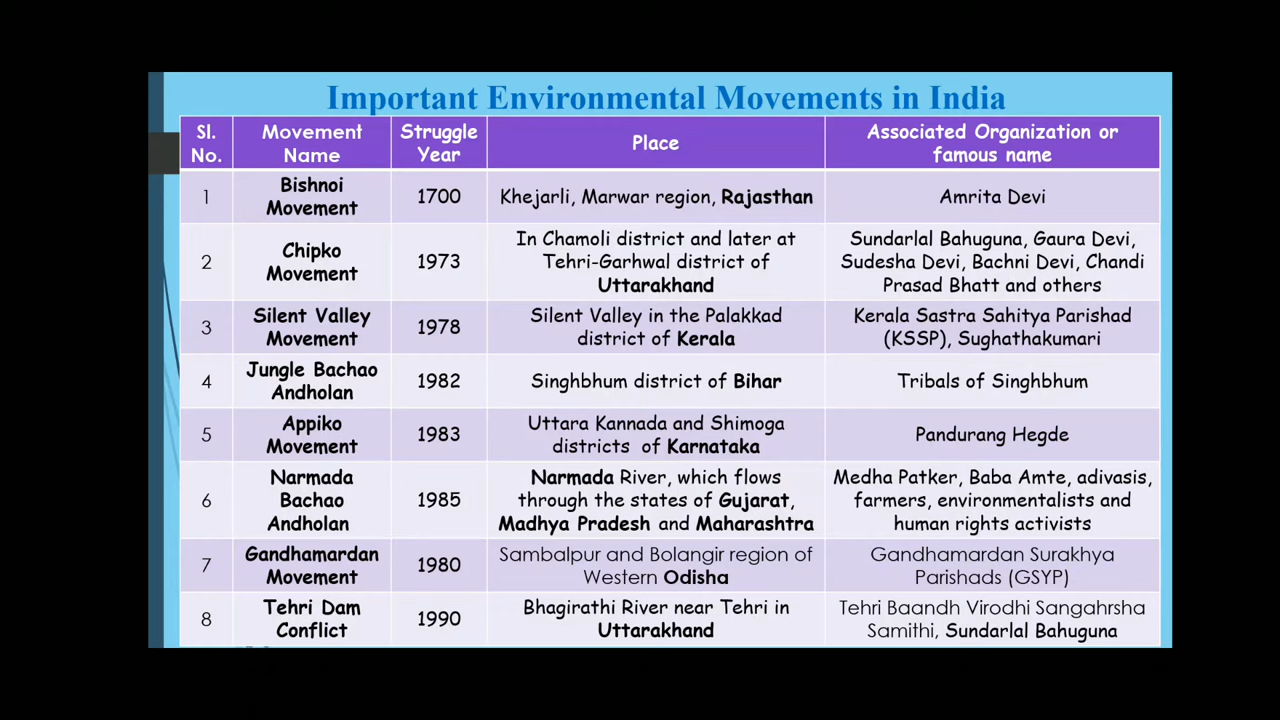 Important Environmental Movements in India
Sl. No.
Movement Name
Struggle Year
Place
Associated Organization or famous name
1
Bishnoi Movement
1700
Khejarli, Marwar region, Rajasthan
Amrita Devi
2
Chipko Movement
1973
In Chamoli district and later at
Tehri-Garhwal district of
Uttarakhand
Sundarlal Bahuguna, Gaura Devi,
Sudesha Devi, Bachni Devi, Chandi
Prasad Bhatt and others
3
Silent Valley
Movement
1978
Silent Valley in the Palakkad
district of Kerala
Kerala Sastra Sahitya Parishad
(KSSP), Sughathakumari
4
Jungle Bachao
Andholan
1982
Singhbhum district of Bihar
Tribals of Singhbhum
5
Appiko
Movement
1983
Uttara Kannada and Shimoga
districts of Karnataka
Pandurang Hegde
6
Narmada
Bachao
Andholan
1985
Narmada River, which flows
through the states of Gujarat,
Madhya Pradesh and Maharashtra
Medha Patker, Baba Amte, adivasis,
farmers, environmentalists and
human rights activists
7
Gandhamardan
Movement
1980
Sambalpur and Bolangir region of
Western Odisha
Gandhamardan Surakhya
Parishads (GSYP)
8
Tehri Dam
Conflict
1990
Bhagirathi River near Tehri in
Uttarakhand
Tehri Baandh Virodhi Sangahrsha
Samithi, Sundarlal Bahuguna